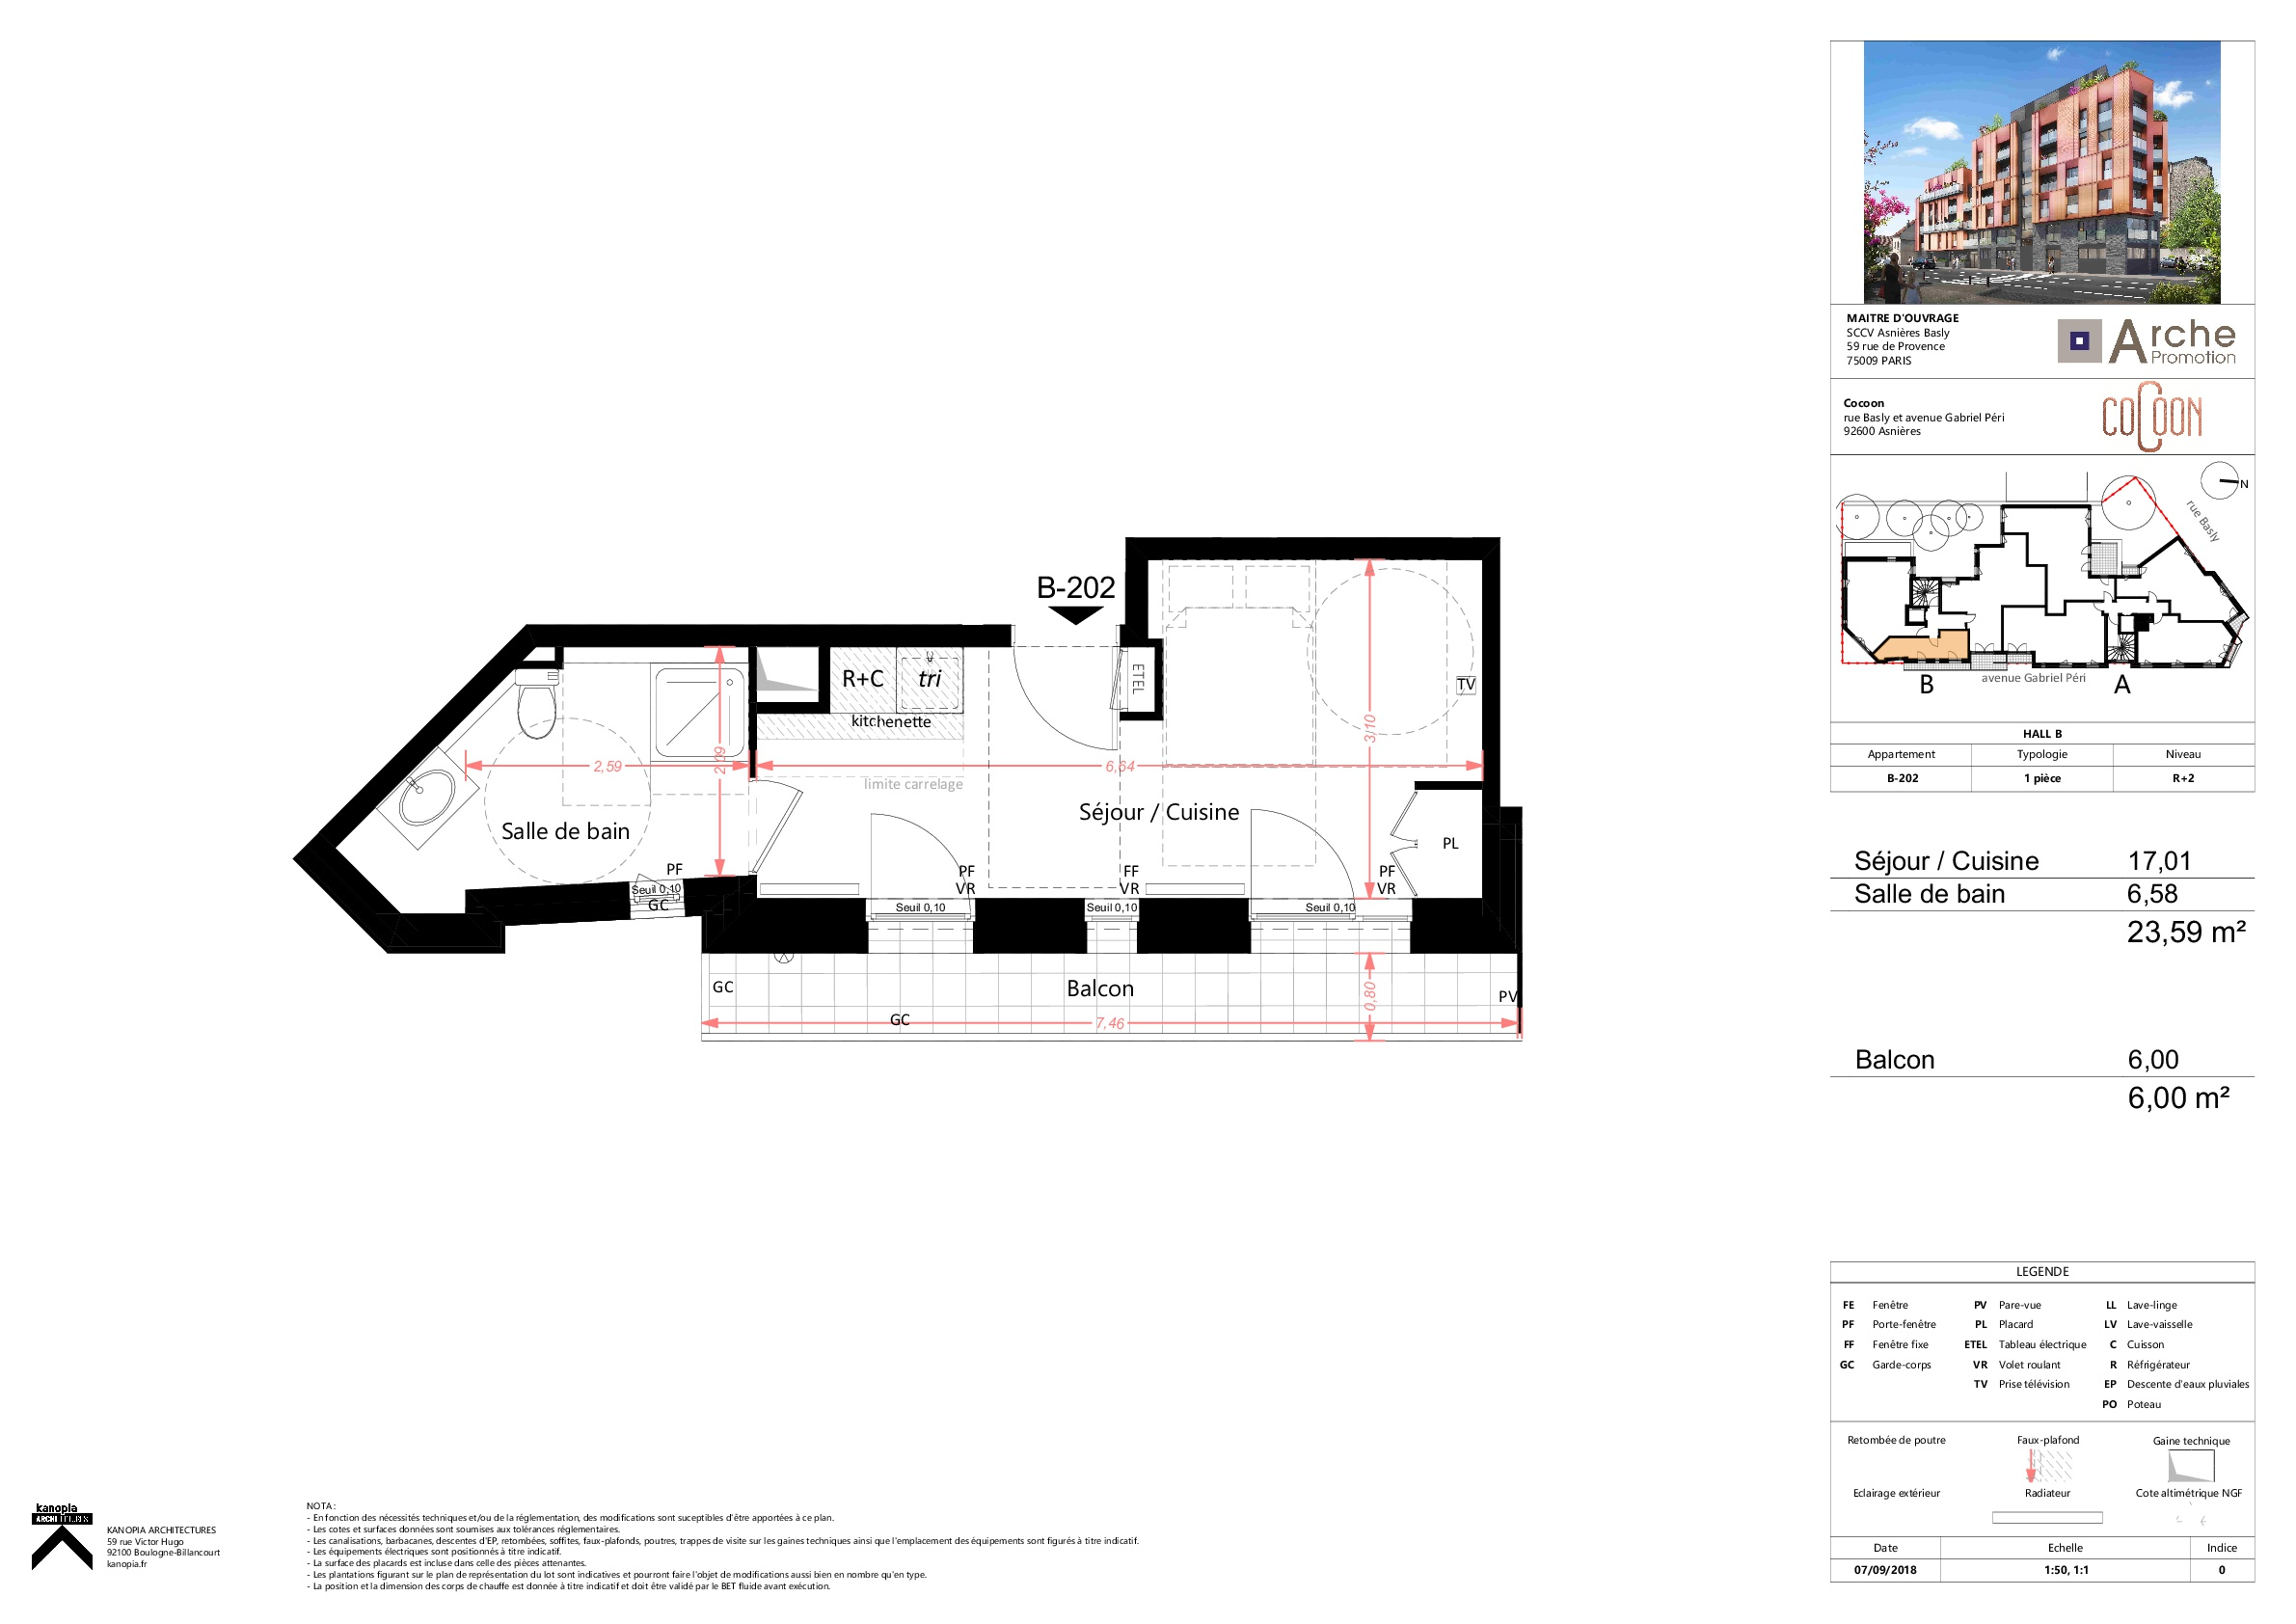 B-202
ETEL
R+C
tri
kitchenette
TV
2,59
2,09
6,64
3,10
limite carrelage
Séjour / Cuisine
Salle de bain
PL
PF
Seuil 0,10
GC
PF
VR
FF
VR
PF
VR
Seuil 0,10
Seuil 0,10
Seuil 0,10
GC
Balcon
0,80
PV
GC
7,46
MAITRE D'OUVRAGE
SCCV Asnières Basly
59 rue de Provence
75009 PARIS
Arche
Promotion
Cocoon
rue Basly et avenue Gabriel Péri
92600 Asnières
COCOON
N
rue Basly
avenue Gabriel Péri
B
A
HALL B
Appartement Typologie Niveau
B-202 1 pièce R+2
Séjour / Cuisine 17,01
Salle de bain 6,58
23,59 m²
Balcon 6,00
6,00 m²
LEGENDE
FE Fenêtre PV Pare-vue LL Lave-linge
PF Porte-fenêtre PL Placard LV Lave-vaisselle
FF Fenêtre fixe ETEL Tableau électrique C Cuisson
GC Garde-corps VR Volet roulant R Réfrigérateur
TV Prise télévision EP Descente d'eaux pluviales
PO Poteau
Retombée de poutre Faux-plafond Gaine technique
Eclairage extérieur Radiateur Cote altimétrique NGF
Date Echelle Indice
07/09/2018 1:50, 1:1 0
kanopia
ARCHITECTURES
KANOPIA ARCHITECTURES
59 rue Victor Hugo
92100 Boulogne-Billancourt
kanopia.fr
NOTA :
- En fonction des nécessités techniques et/ou de la réglementation, des modifications sont suceptibles d'être apportées à ce plan.
- Les cotes et surfaces données sont soumises aux tolérances réglementaires.
- Les canalisations, barbacanes, descentes d'EP, retombées, soffites, faux-plafonds, poutres, trappes de visite sur les gaines techniques ainsi que l'emplacement des équipements sont figurés à titre indicatif.
- Les équipements électriques sont positionnés à titre indicatif.
- La surface des placards est incluse dans celle des pièces attenantes.
- Les plantations figurant sur le plan de représentation du lot sont indicatives et pourront faire l'objet de modifications aussi bien en nombre qu'en type.
- La position et la dimension des corps de chauffe est donnée à titre indicatif et doit être validé par le BET fluide avant exécution.